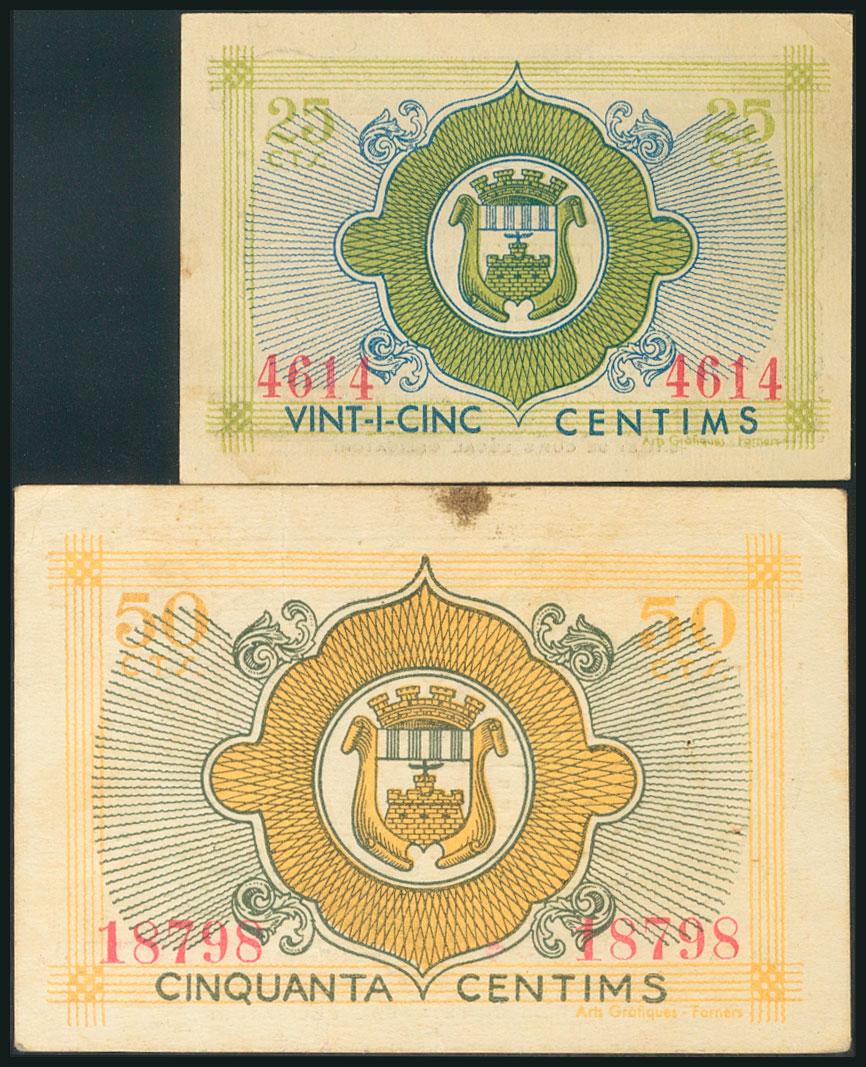 25 25
CTS CTS
4614 4614
VINT-I-CINC CENTIMS
Arts Gràfiques - Farners
50 50
CTS CTS
18798 18798
CINQUANTA CENTIMS
Arts Gràfiques - Farners